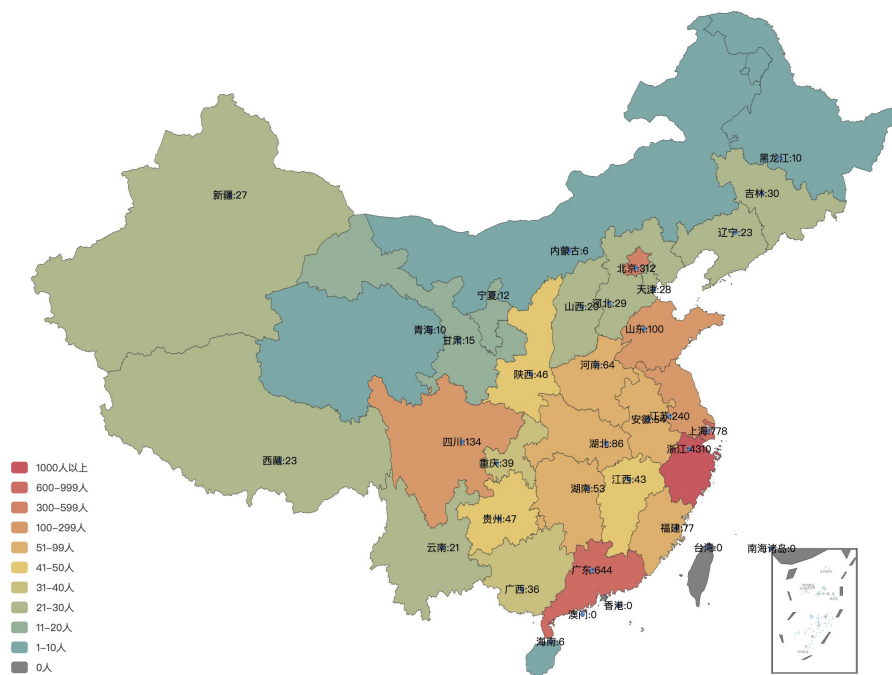 黑龙江:10
吉林:30
新疆:27
辽宁:23
内蒙古:6
北京:312
天津:28
宁夏:12
山西:29
河北:29
青海:10
山东:100
甘肃:15
河南:64
陕西:46
江苏:240
安徽:54
上海:778
四川:134
湖北:86
浙江:4310
西藏:23
重庆:39
江西:43
湖南:53
贵州:47
福建:77
云南:21
台湾:0
南海诸岛:0
广东:644
广西:36
香港:0
澳门:0
海南:6
1000人以上
600-999人
300-599人
100-299人
51-99人
41-50人
31-40人
21-30人
11-20人
1-10人
0人